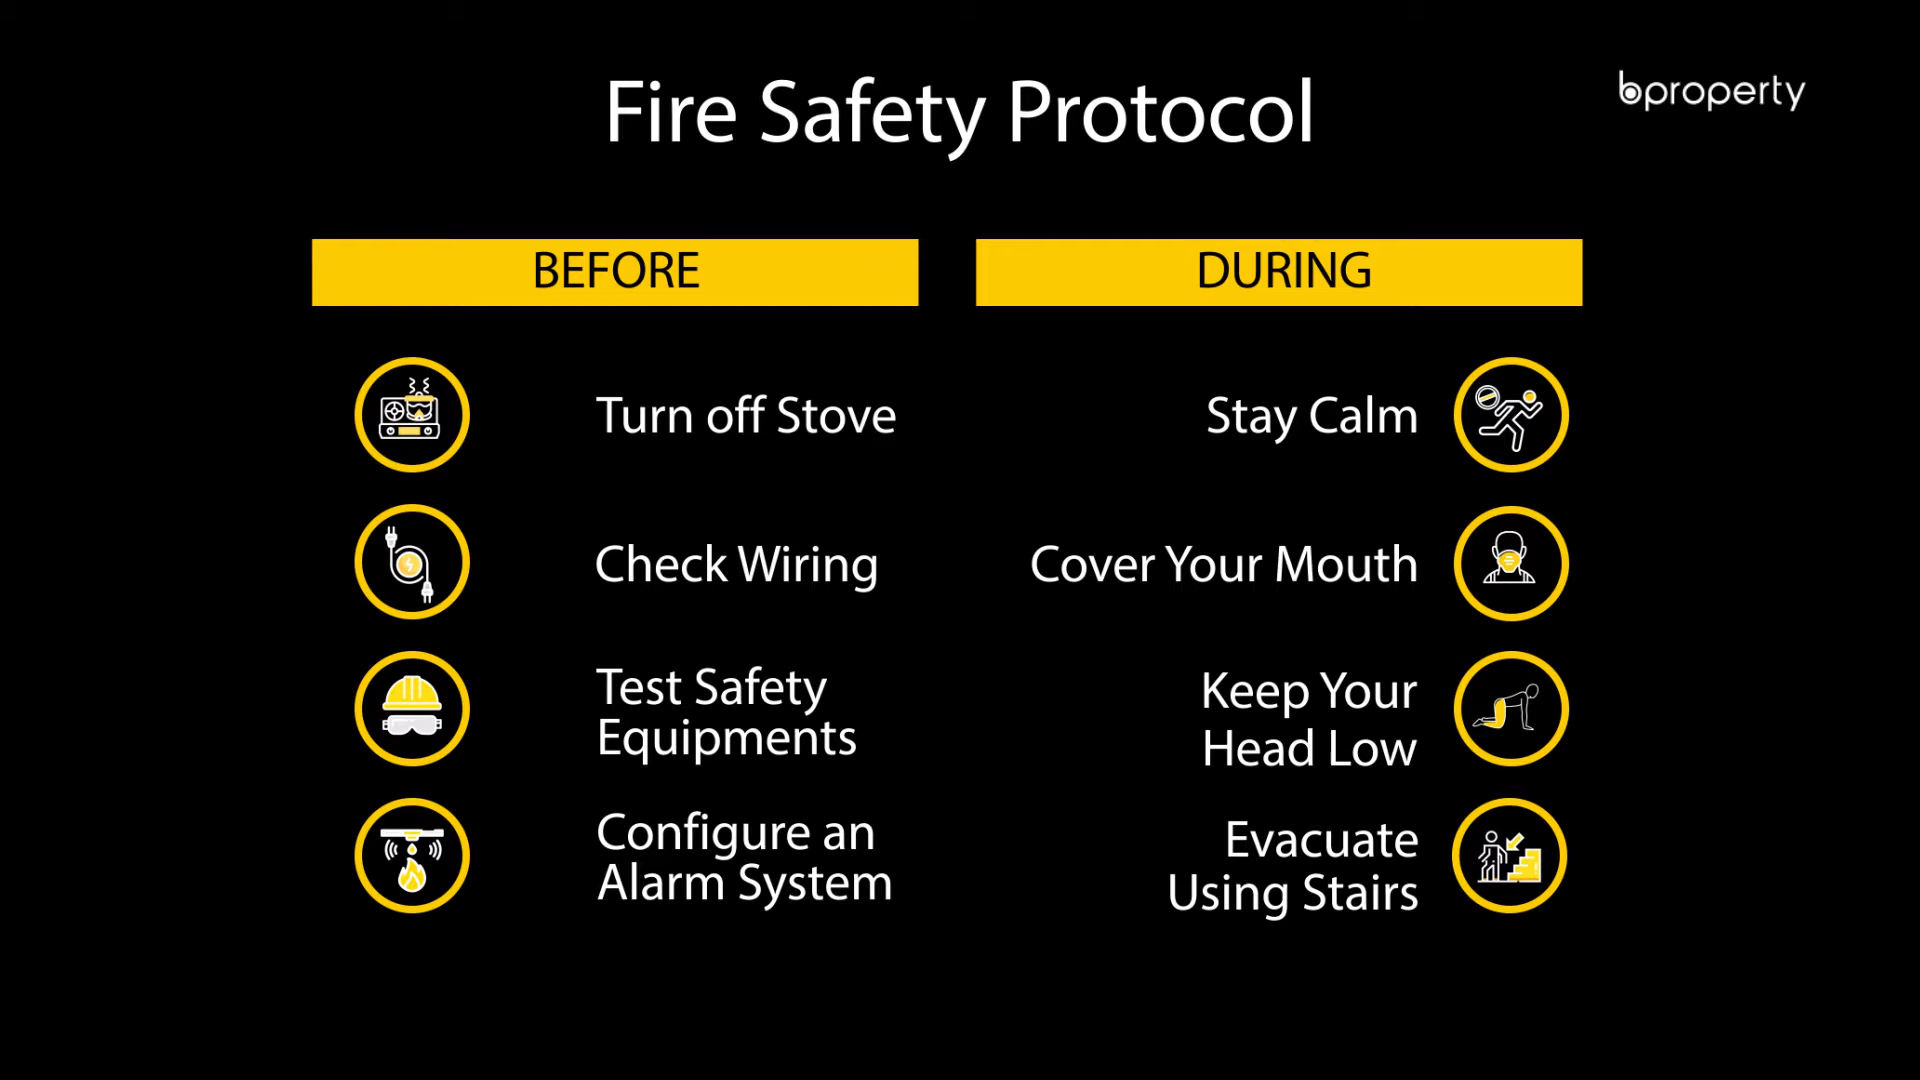 Fire Safety Protocol
bproperty
BEFORE
Turn off Stove
Check Wiring
Test Safety
Equipments
Configure an
Alarm System
DURING
Stay Calm
Cover Your Mouth
Keep Your
Head Low
Evacuate
Using Stairs